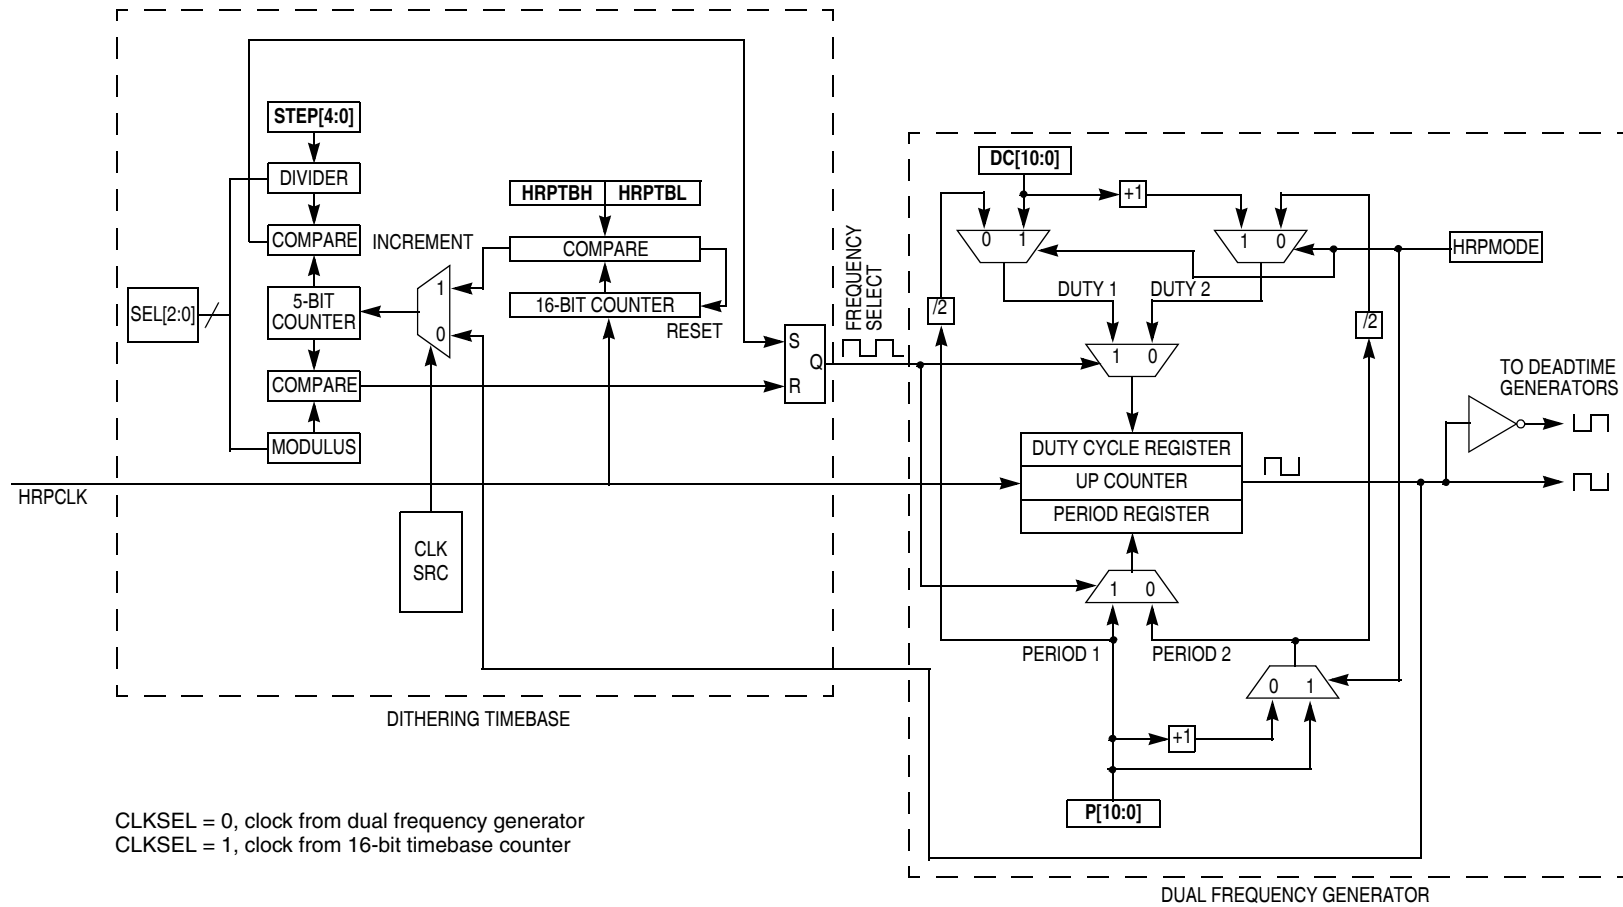 STEP[4:0]
DIVIDER
COMPARE
INCREMENT
SEL[2:0]
5-BIT
COUNTER
COMPARE
MODULUS
1
0
HRPTBH HRPTBL
COMPARE
16-BIT COUNTER
RESET
S
Q
R
HRPCLK
CLK
SRC
DITHERING TIMEBASE
FREQUENCY
SELECT
DC[10:0]
+1
0 1
1 0
HRPMODE
DUTY 1 DUTY 2
/2
/2
1 0
TO DEADTIME
GENERATORS
DUTY CYCLE REGISTER
UP COUNTER
PERIOD REGISTER
1 0
PERIOD 1 PERIOD 2
0 1
+1
P[10:0]
DUAL FREQUENCY GENERATOR
CLKSEL = 0, clock from dual frequency generator
CLKSEL = 1, clock from 16-bit timebase counter